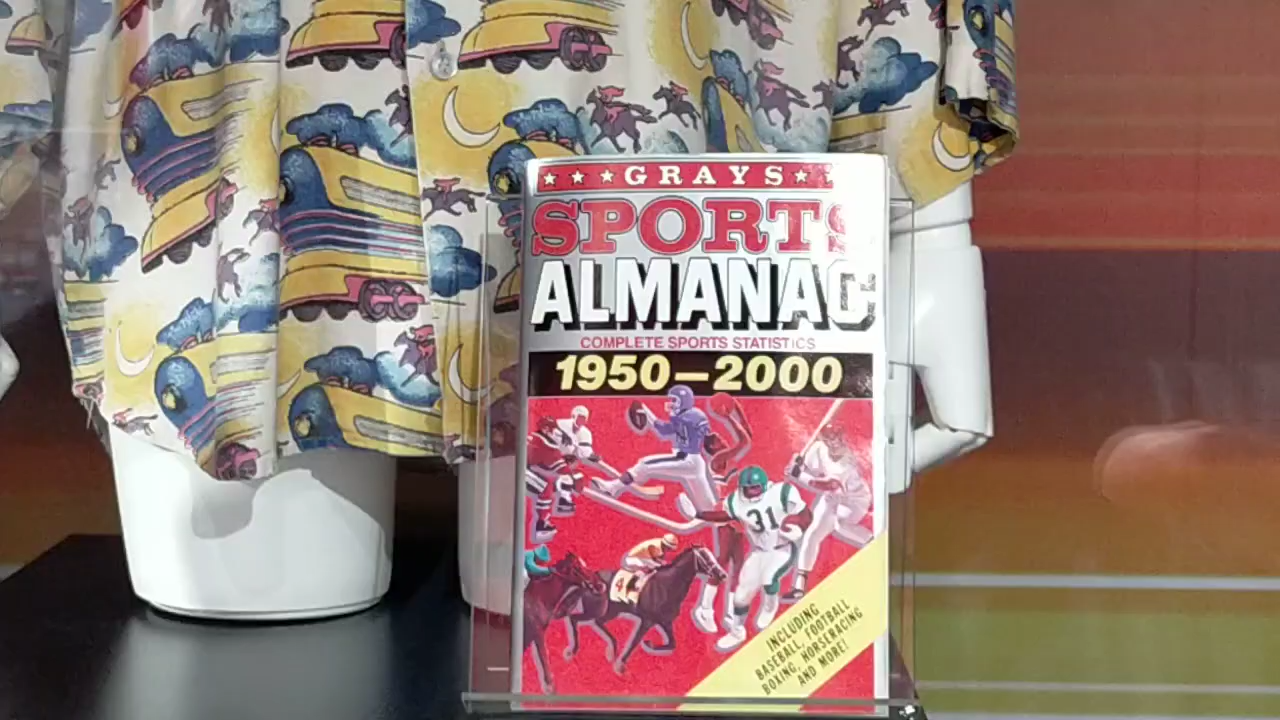 GRAYS
SPORTS
ALMANAC
COMPLETE SPORTS STATISTICS
1950-2000
31
4
INCLUDING
BASEBALL, FOOTBALL
BOXING, HORSERACING
AND MORE!